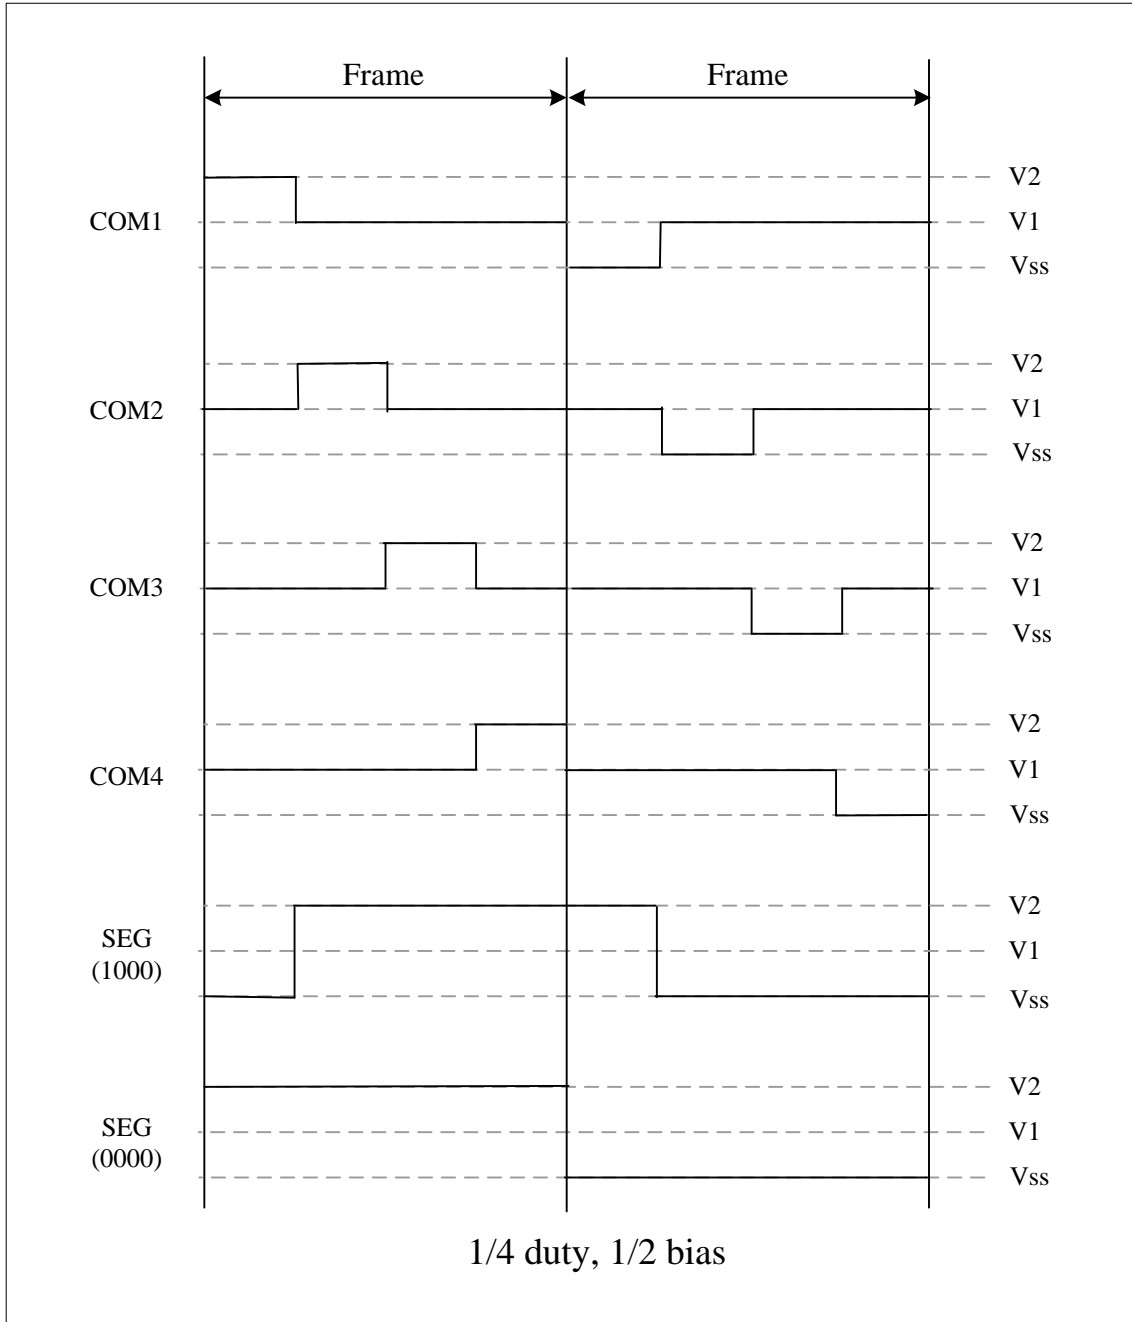 Frame Frame
V2
COM1 V1
Vss
V2
COM2 V1
Vss
V2
COM3 V1
Vss
V2
COM4 V1
Vss
V2
SEG
(1000)
V1
Vss
V2
SEG
(0000)
V1
Vss
1/4 duty, 1/2 bias